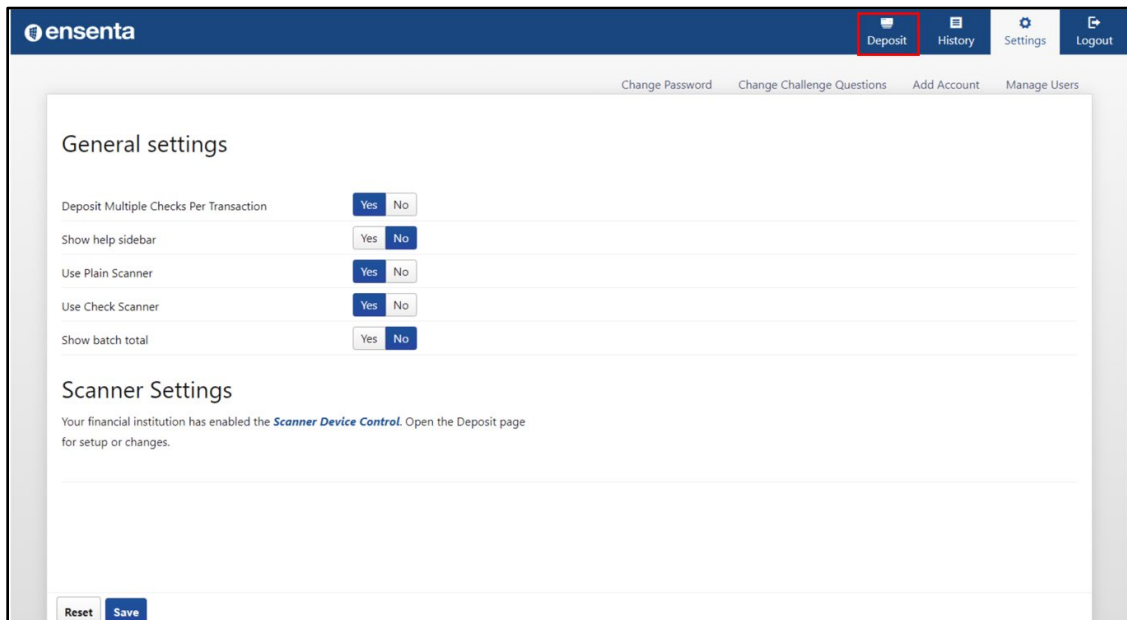 ensenta
Deposit
History
Settings
Logout
Change Password
Change Challenge Questions
Add Account
Manage Users
General settings
Deposit Multiple Checks Per Transaction Yes No
Show help sidebar Yes No
Use Plain Scanner Yes No
Use Check Scanner Yes No
Show batch total Yes No
Scanner Settings
Your financial institution has enabled the Scanner Device Control. Open the Deposit page
for setup or changes.
Reset Save